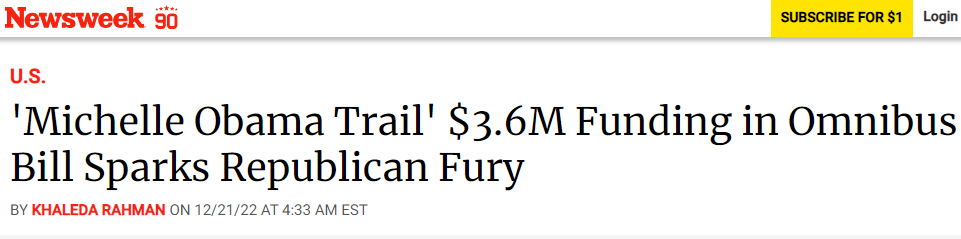 Newsweek 90
SUBSCRIBE FOR $1 Login
U.S.
'Michelle Obama Trail' $3.6M Funding in Omnibus
Bill Sparks Republican Fury
BY KHALEDA RAHMAN ON 12/21/22 AT 4:33 AM EST